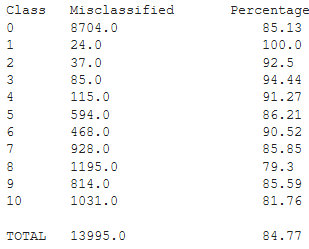 Class Misclassified Percentage
0 8704.0 85.13
1 24.0 100.0
2 37.0 92.5
3 85.0 94.44
4 115.0 91.27
5 594.0 86.21
6 468.0 90.52
7 928.0 85.85
8 1195.0 79.3
9 814.0 85.59
10 1031.0 81.76
TOTAL 13995.0 84.77